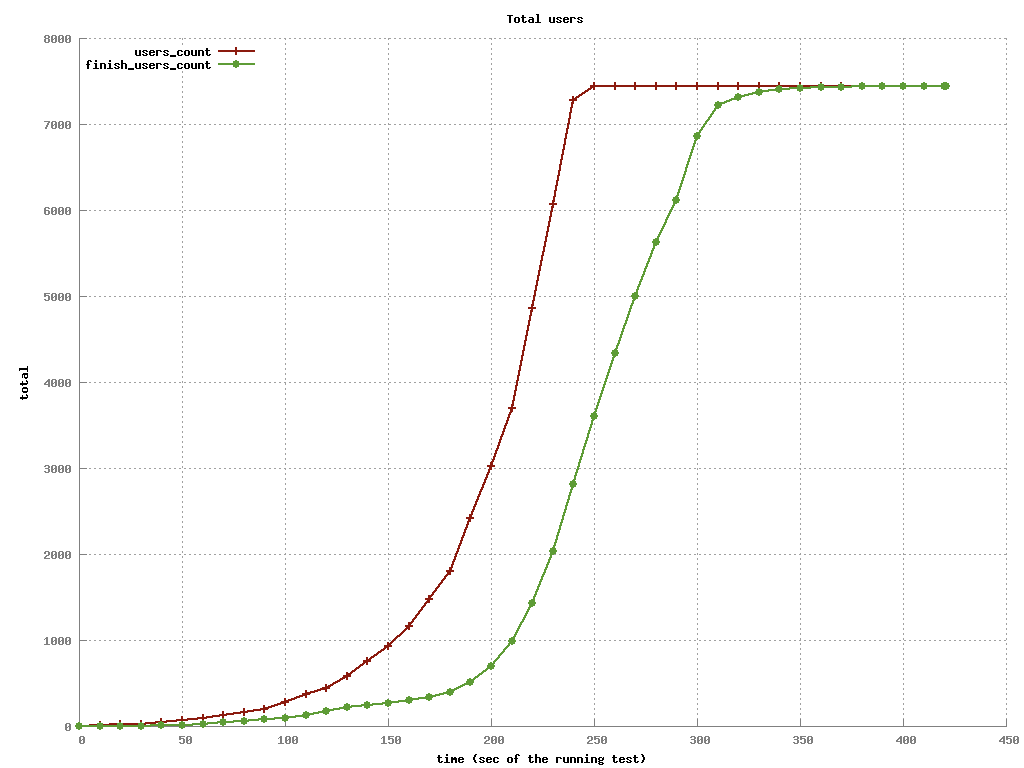 Total users
users_count
finish_users_count
8000
7000
6000
5000
4000
3000
2000
1000
0
total
0 50 100 150 200 250 300 350 400 450
time (sec of the running test)